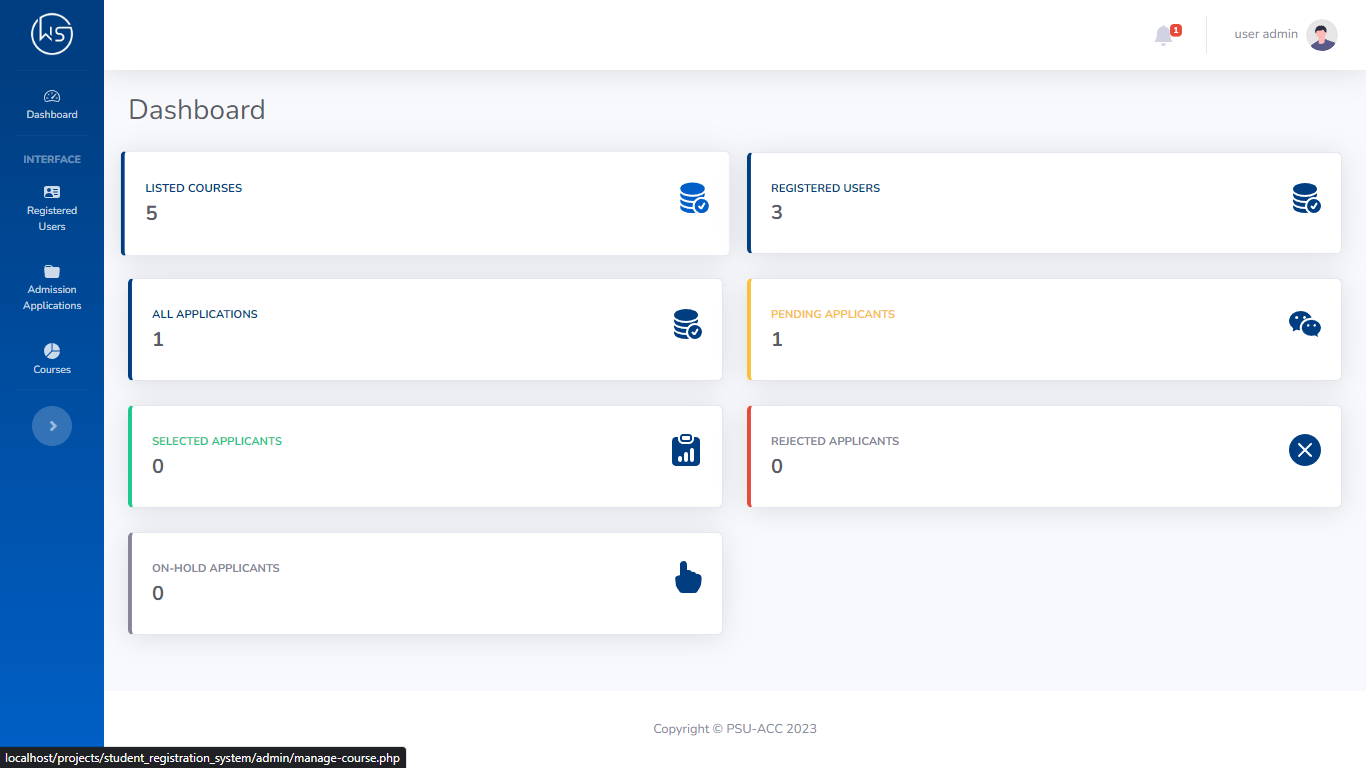 WS
1
user admin
Dashboard
INTERFACE
Registered
Users
Admission
Applications
Courses
Dashboard
LISTED COURSES
5
REGISTERED USERS
3
ALL APPLICATIONS
1
PENDING APPLICANTS
1
SELECTED APPLICANTS
0
REJECTED APPLICANTS
0
ON-HOLD APPLICANTS
0
Copyright © PSU-ACC 2023
localhost/projects/student_registration_system/admin/manage-course.php